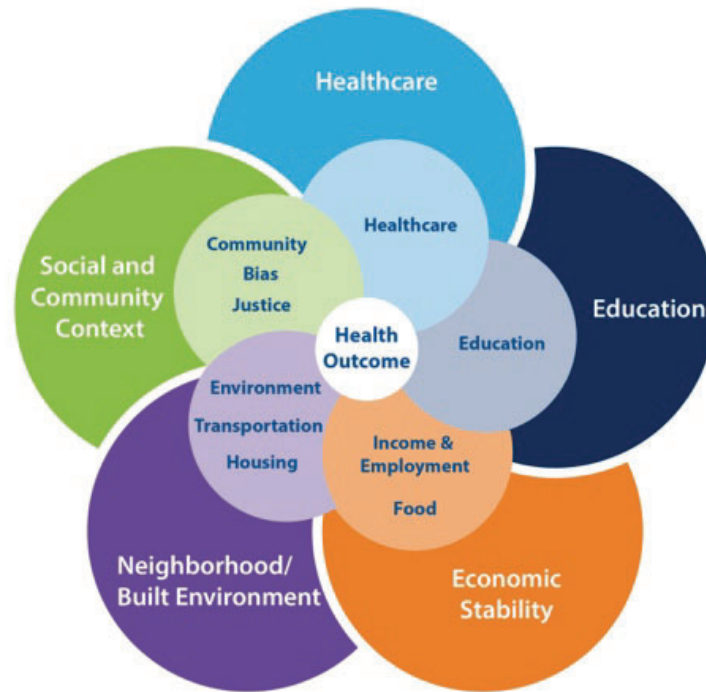 Healthcare
Healthcare
Social and
Community
Context
Community
Bias
Justice
Education
Education
Health
Outcome
Environment
Transportation
Housing
Income &
Employment
Food
Neighborhood/
Built Environment
Economic
Stability